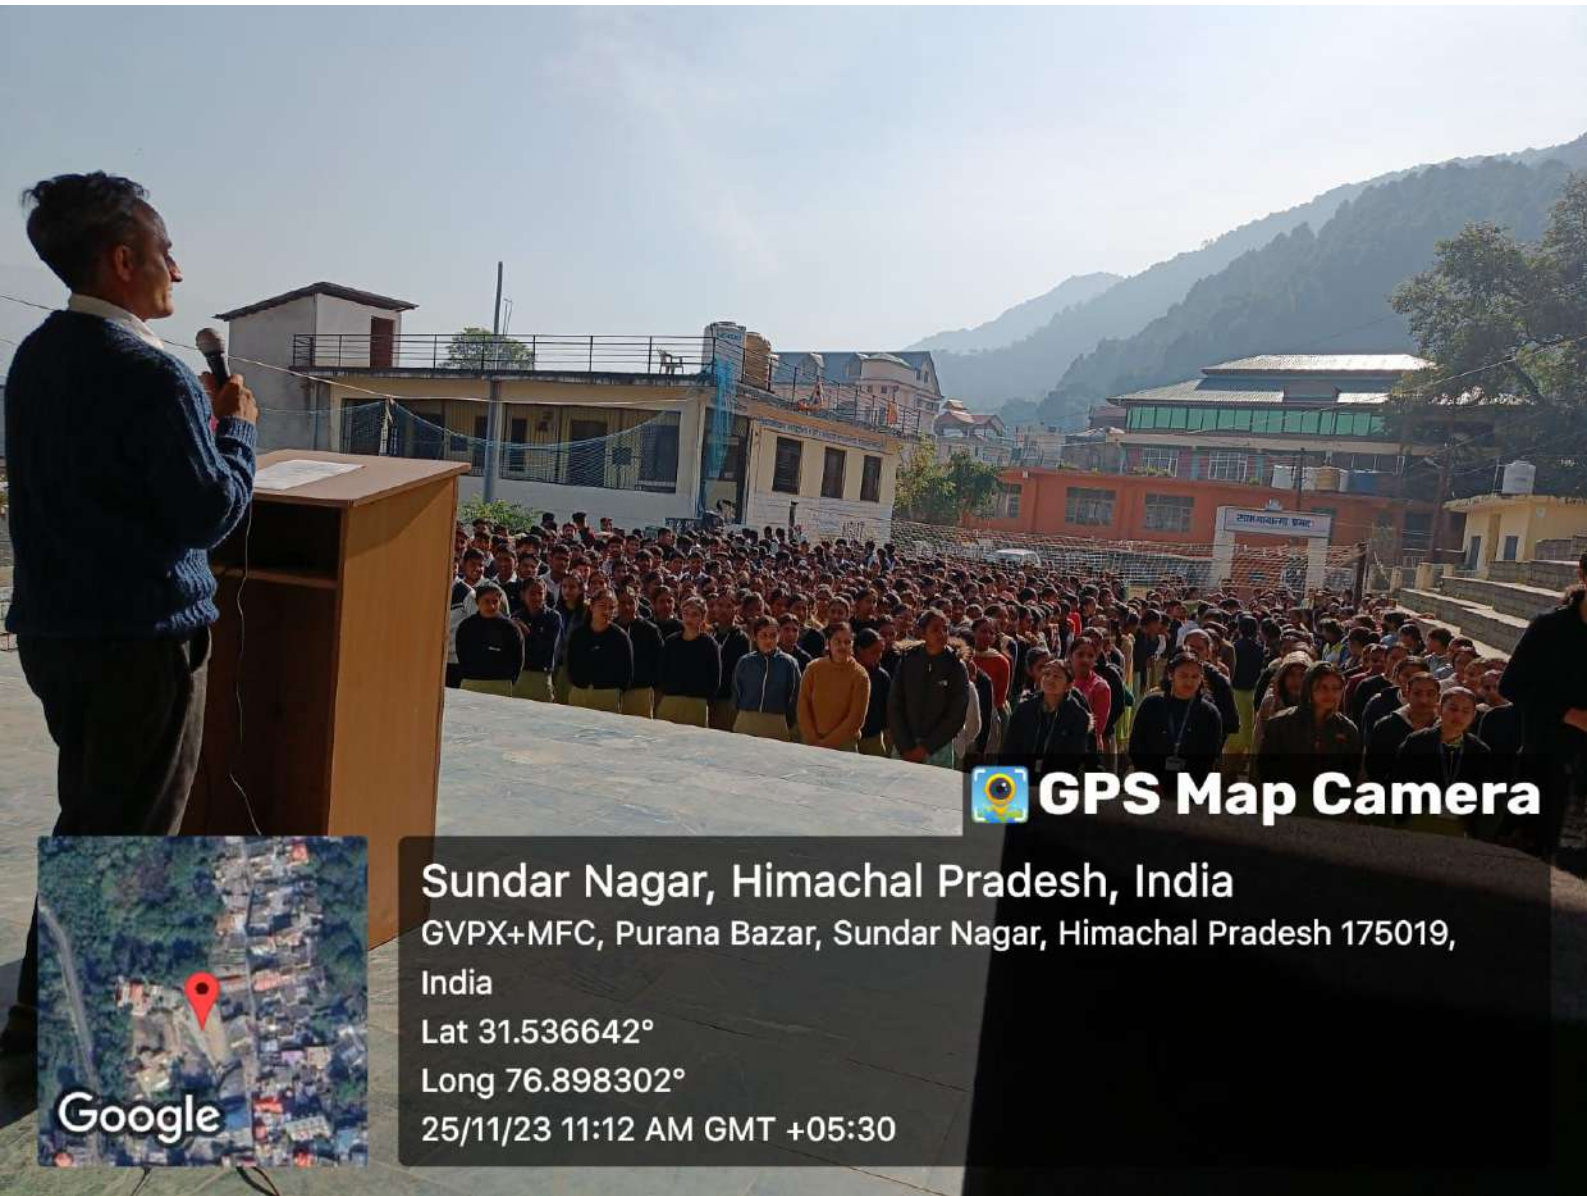 GPS Map Camera
Sundar Nagar, Himachal Pradesh, India
GVPX+MFC, Purana Bazar, Sundar Nagar, Himachal Pradesh 175019,
India
Lat 31.536642°
Long 76.898302°
25/11/23 11:12 AM GMT +05:30
Google